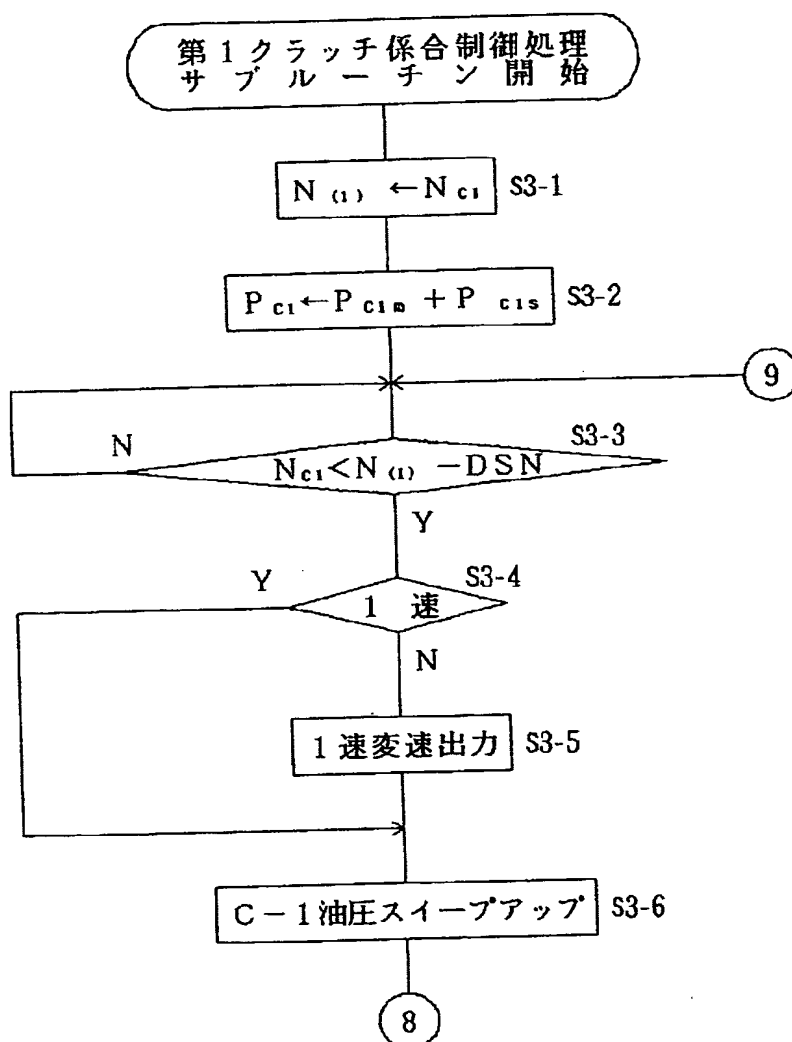 第1クラッチ係合制御処理
サブルーチン開始
N(1) ←NC1 S3-1
PC1←PC1m + PC1s S3-2
9
S3-3
N
NC1<N(1) −DSN
Y
Y
S3-4
1 速
N
1速変速出力 S3-5
C−1油圧スイープアップ S3-6
8